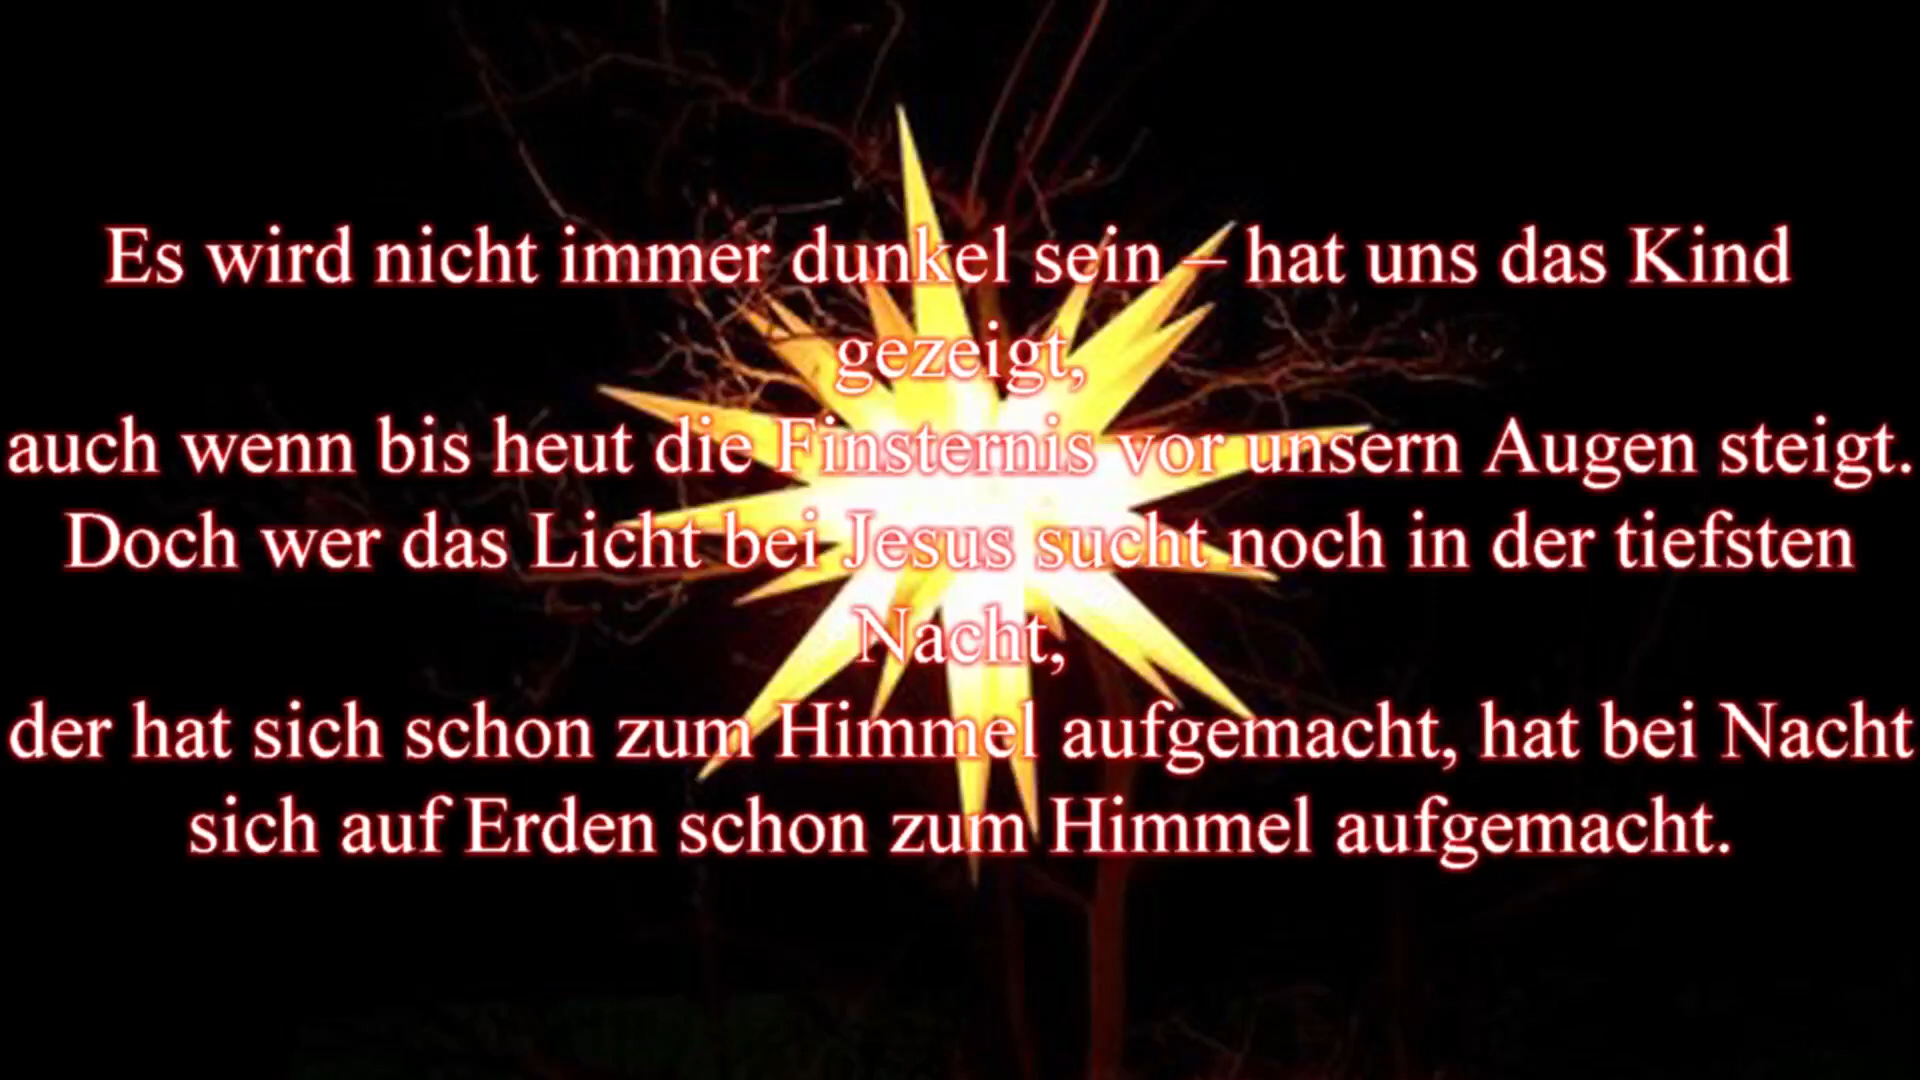 Es wird nicht immer dunkel sein – hat uns das Kind
gezeigt,
auch wenn bis heut die Finsternis vor unsern Augen steigt.
Doch wer das Licht bei Jesus sucht noch in der tiefsten
Nacht,
der hat sich schon zum Himmel aufgemacht, hat bei Nacht
sich auf Erden schon zum Himmel aufgemacht.